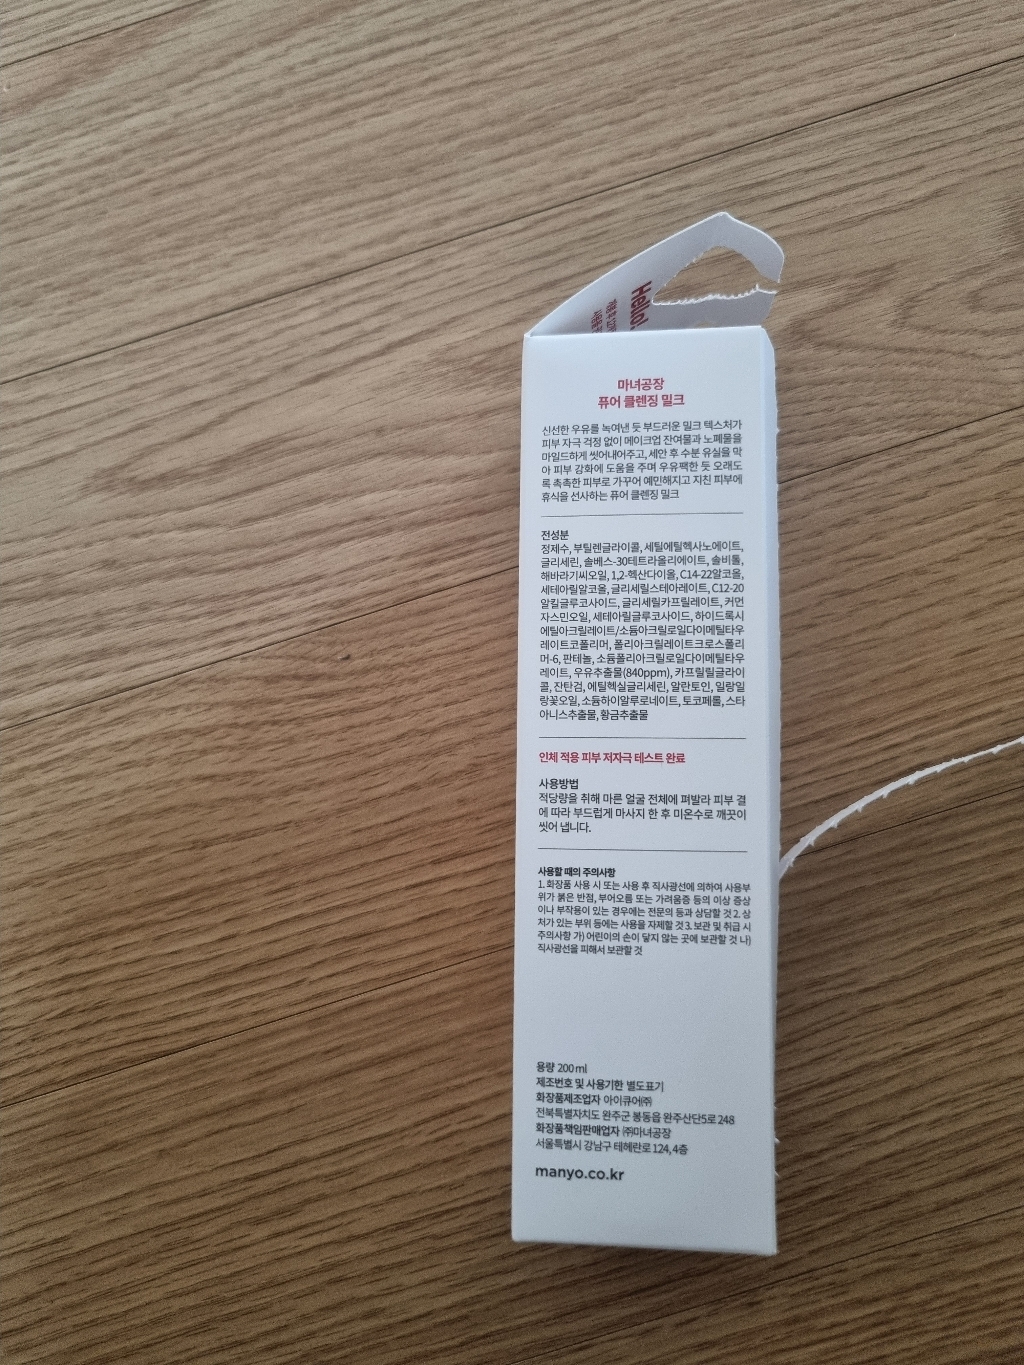 Hello!
마녀공장
퓨어 클렌징 밀크
신선한 우유를 녹여낸 듯 부드러운 밀크 텍스처가
피부 자극 걱정 없이 메이크업 잔여물과 노폐물을
마일드하게 씻어내어주고, 세안 후 수분 유실을 막
아 피부 강화에 도움을 주며 우유팩한 듯 오래도
록 촉촉한 피부로 가꾸어 예민해지고 지친 피부에
휴식을 선사하는 퓨어 클렌징 밀크
전성분
정제수, 부틸렌글라이콜, 세틸에틸헥사노에이트,
글리세린, 솔베스-30테트라올리에이트, 솔비톨,
해바라기씨오일, 1,2-헥산다이올, C14-22알코올,
세테아릴알코올, 글리세릴스테아레이트, C12-20
알킬글루코사이드, 글리세릴카프릴레이트, 커먼
자스민오일, 세테아릴글루코사이드, 하이드록시
에틸아크릴레이트/소듐아크릴로일다이메틸타우
레이트코폴리머, 폴리아크릴레이트크로스폴리
머-6, 판테놀, 소듐폴리아크릴로일다이메틸타우
레이트, 우유추출물(840ppm), 카프릴릴글라이
콜, 잔탄검, 에틸헥실글리세린, 알란토인, 일랑일
랑꽃오일, 소듐하이알루로네이트, 토코페롤, 스타
아니스추출물, 황금추출물
인체 적용 피부 저자극 테스트 완료
사용방법
적당량을 취해 마른 얼굴 전체에 펴발라 피부 결
에 따라 부드럽게 마사지 한 후 미온수로 깨끗이
씻어 냅니다.
사용할 때의 주의사항
1. 화장품 사용 시 또는 사용 후 직사광선에 의하여 사용부
위가 붉은 반점, 부어오름 또는 가려움증 등의 이상 증상
이나 부작용이 있는 경우에는 전문의 등과 상담할 것 2. 상
처가 있는 부위 등에는 사용을 자제할 것 3. 보관 및 취급 시
주의사항 가) 어린이의 손이 닿지 않는 곳에 보관할 것 나)
직사광선을 피해서 보관할 것
용량 200ml
제조번호 및 사용기한 별도표기
화장품제조업자 아이큐어㈜
전북특별자치도 완주군 봉동읍 완주산단5로 248
화장품책임판매업자 ㈜마녀공장
서울특별시 강남구 테헤란로 124, 4층
manyo.co.kr